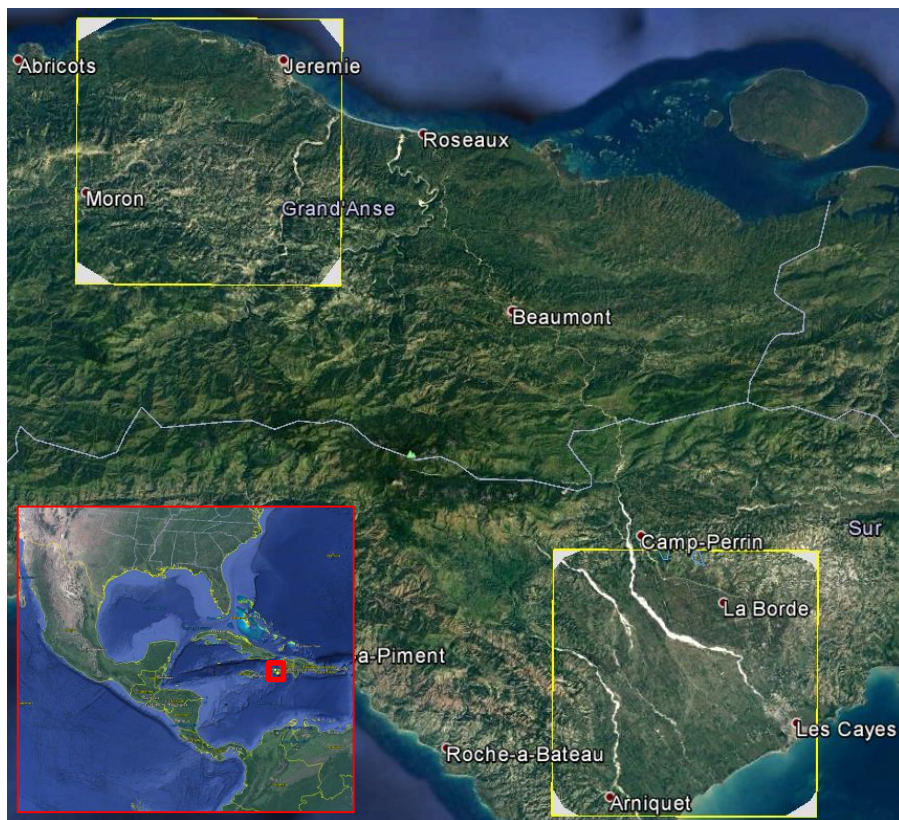 Abricots
Jeremie
Roseaux
Moron
Grand'Anse
Beaumont
Camp-Perrin
Sur
La Borde
-a-Piment
Les Cayes
Roche-a-Bateau
Arniquet